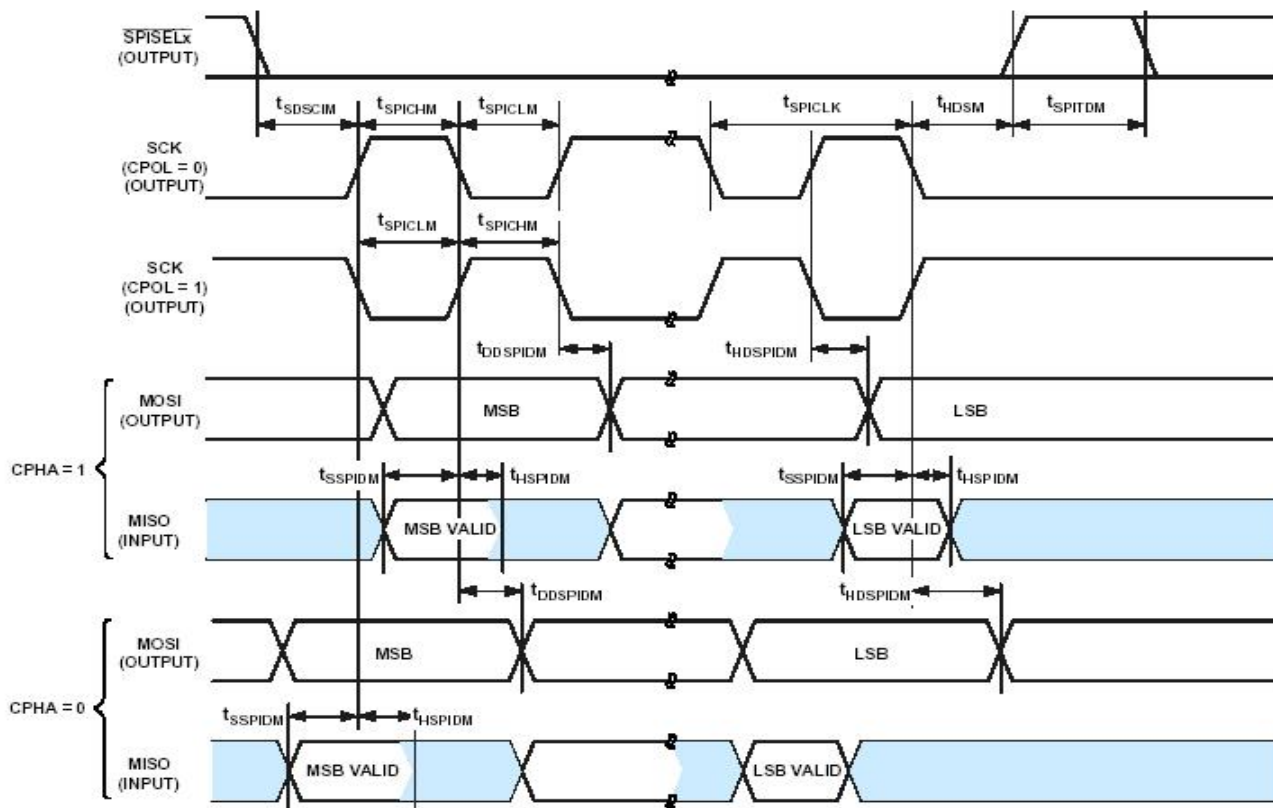 SPISELx
(OUTPUT)
tSDSCIM tSPICHM tSPICLM tSPICLK tHDSM tSPITDM
SCK
(CPOL = 0)
(OUTPUT)
tSPICLM tSPICHM
SCK
(CPOL = 1)
(OUTPUT)
tDDSPIDM tHDSPIDM
CPHA = 1
MOSI
(OUTPUT)
MSB LSB
tSSPIDM tHSPIDM tSSPIDM tHSPIDM
MISO
(INPUT)
MSB VALID LSB VALID
tDDSPIDM tHDSPIDM
CPHA = 0
MOSI
(OUTPUT)
MSB LSB
tSSPIDM tHSPIDM
MISO
(INPUT)
MSB VALID LSB VALID